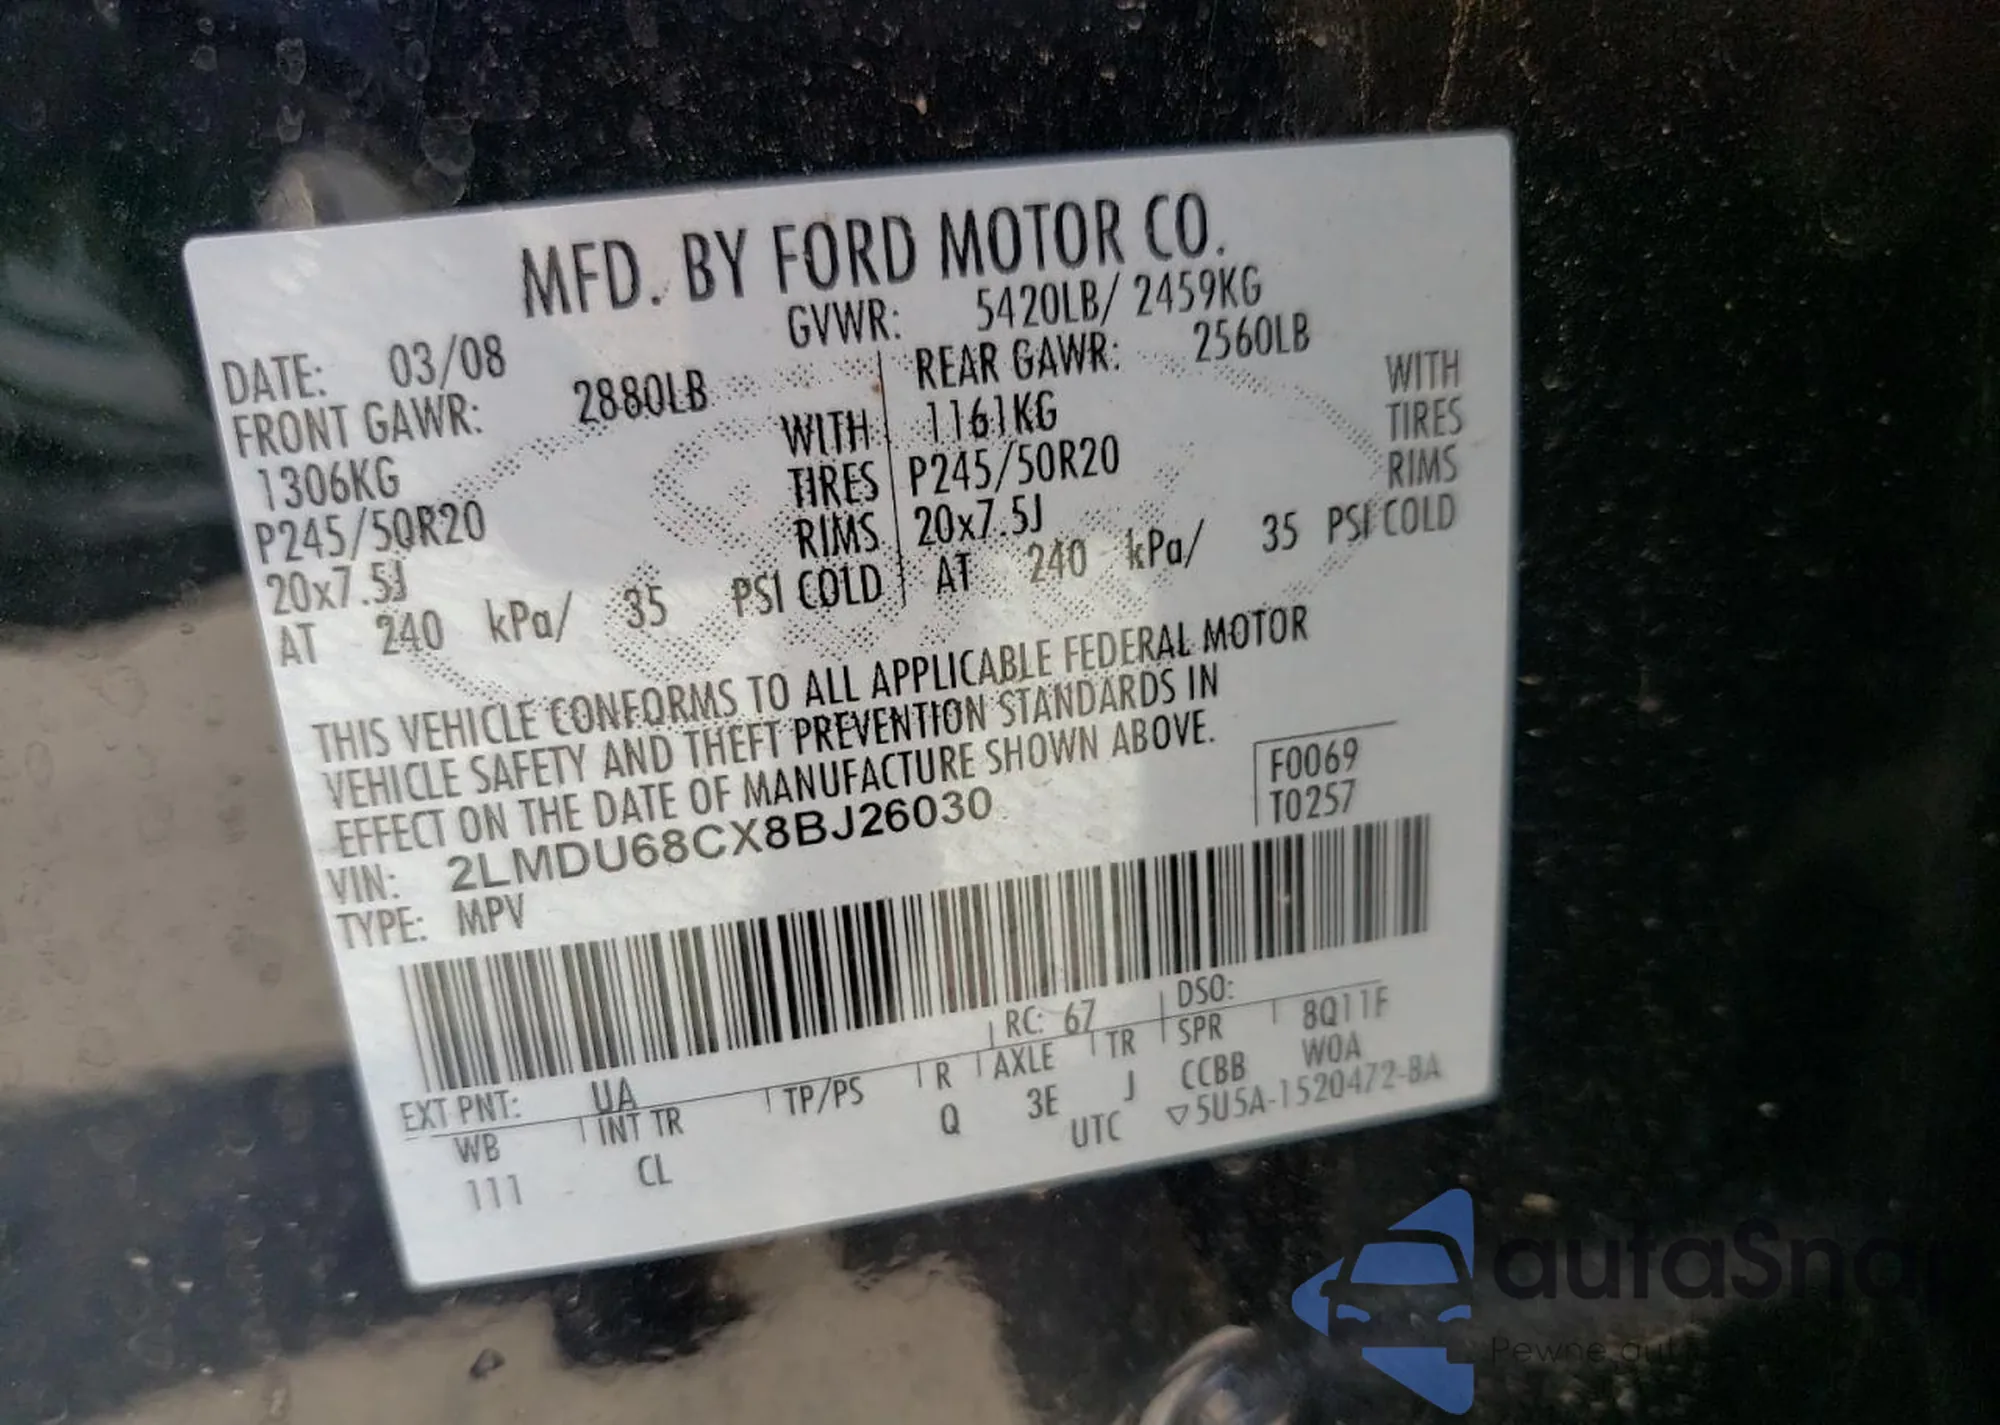 MFD. BY FORD MOTOR CO.
DATE: 03/08 GVWR: 5420LB/ 2459KG
FRONT GAWR: 2880LB REAR GAWR: 2560LB
1306KG WITH 1161KG WITH
P245/50R20 TIRES P245/50R20 TIRES
20x7.5J RIMS 20x7.5J RIMS
AT 240 kPa/ 35 PSI COLD AT 240 kPa/ 35 PSI COLD
THIS VEHICLE CONFORMS TO ALL APPLICABLE FEDERAL MOTOR
VEHICLE SAFETY AND THEFT PREVENTION STANDARDS IN
EFFECT ON THE DATE OF MANUFACTURE SHOWN ABOVE.
F0069
VIN: 2LMDU68CX8BJ26030 T0257
TYPE: MPV
EXT PNT: UA RC: 67 DSO:
WB INT TR TP/PS R AXLE TR SPR 8Q11F
111 CL Q 3E J CCBB WOA
UTC ▽5U5A-1520472-BA
autaSna
Pewne aut